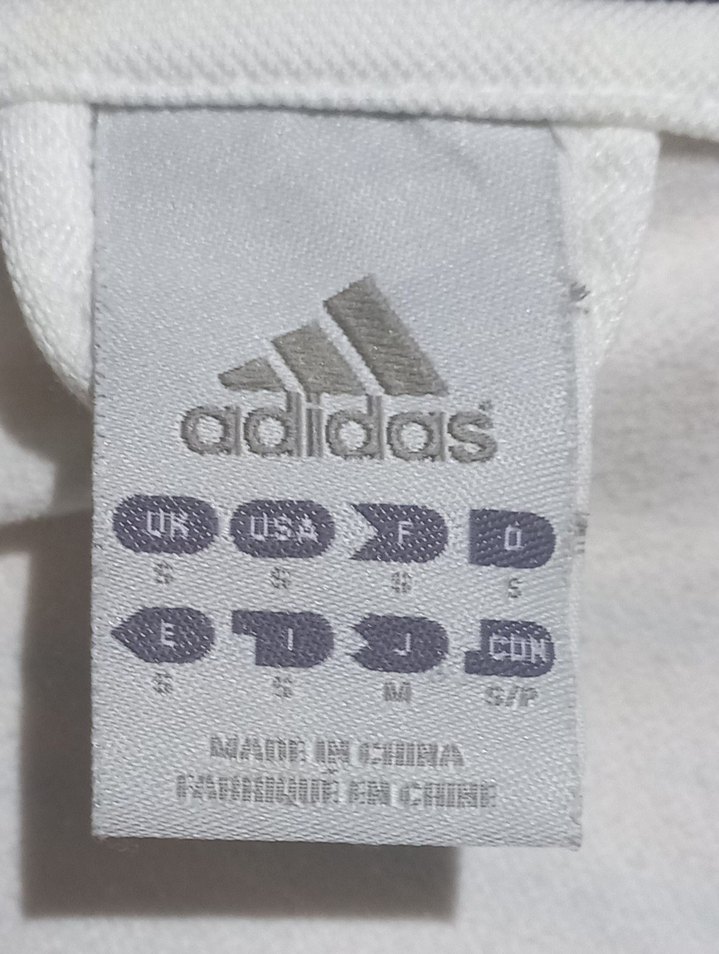 adidas
UK USA F D
S S S S
E I J CDN
S S M S/P
MADE IN CHINA
FABRIQUE EN CHINE